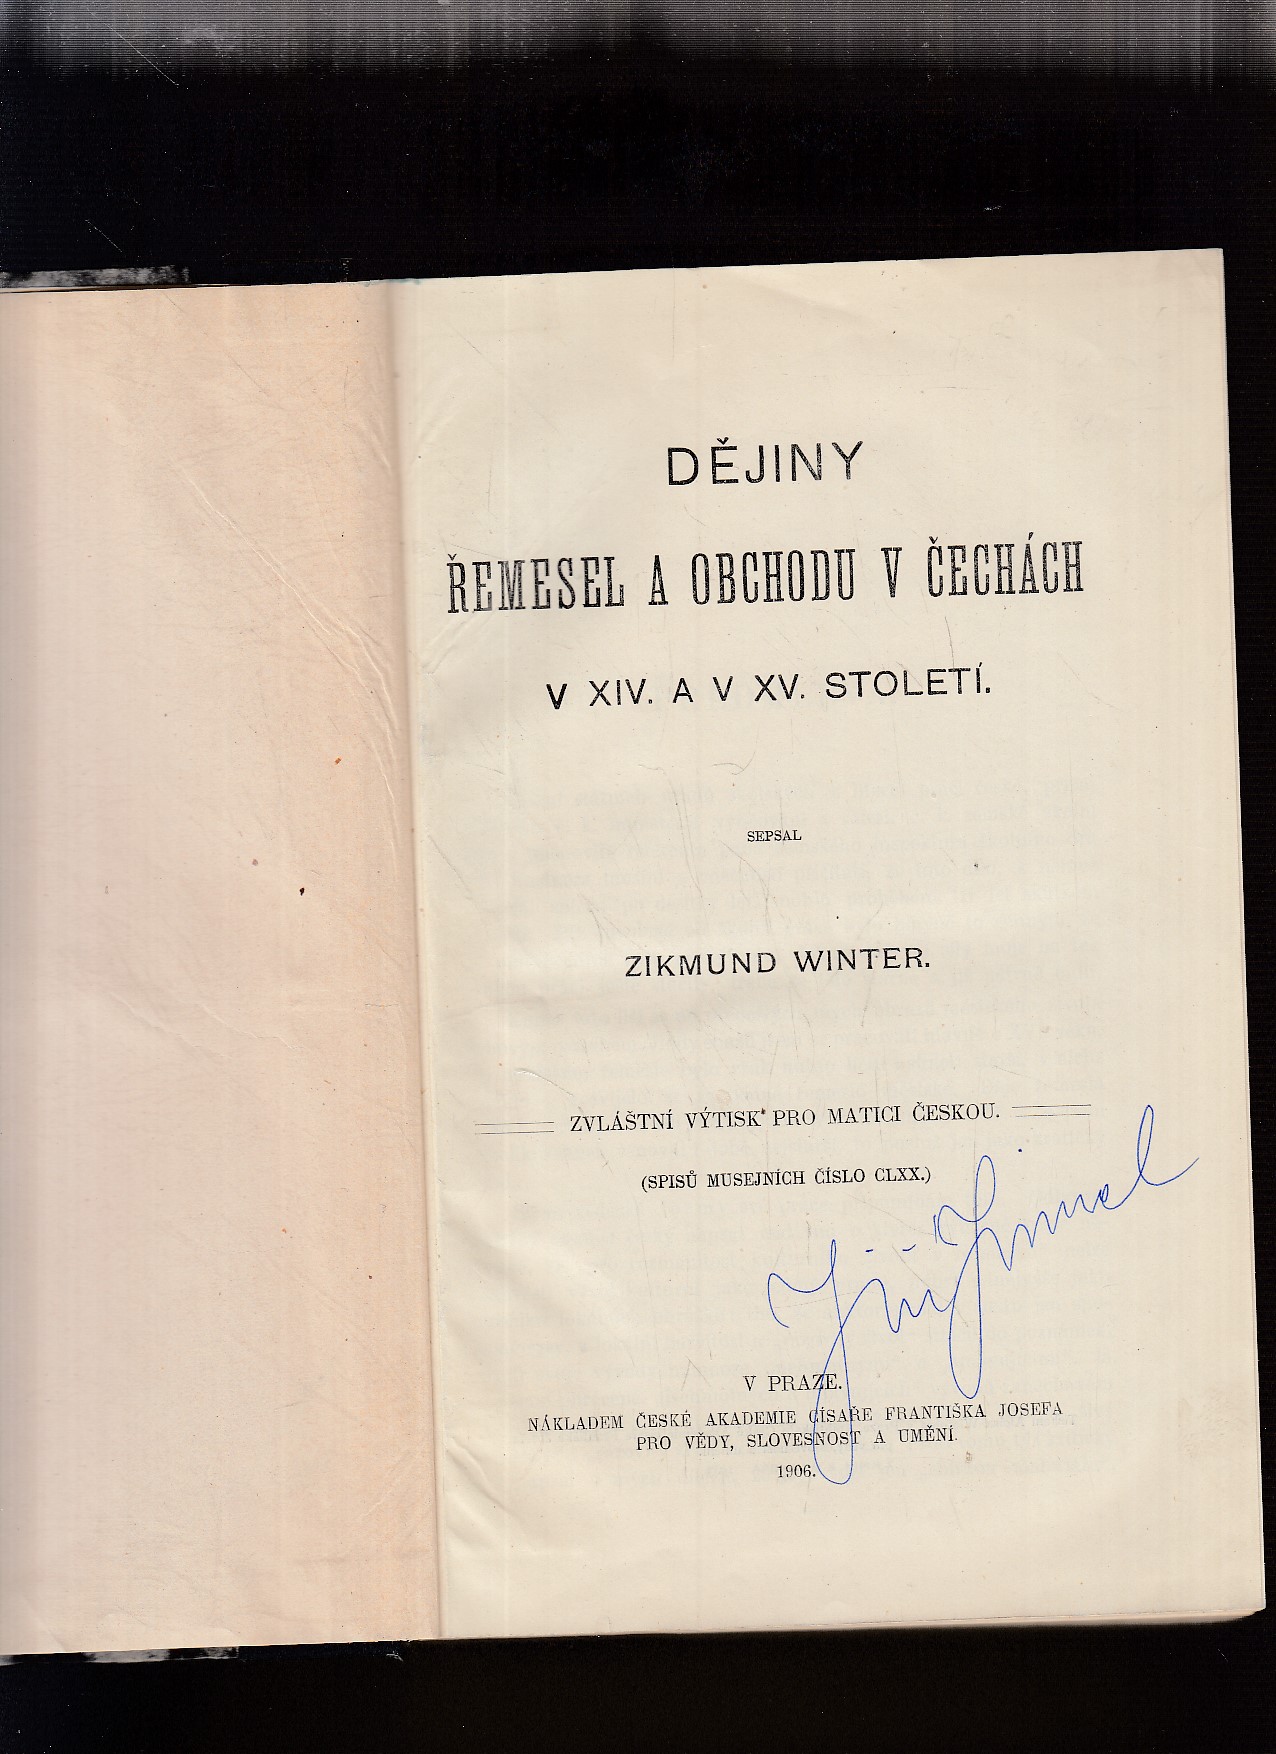 DĚJINY
ŘEMESEL A OBCHODU V ČECHÁCH
V XIV. A V XV. STOLETÍ.
SEPSAL
ZIKMUND WINTER.
ZVLÁŠTNÍ VÝTISK PRO MATICI ČESKOU.
(SPISŮ MUSEJNÍCH ČÍSLO CLXX.)
Jiří
V PRAZE.
NÁKLADEM ČESKÉ AKADEMIE CÍSAŘE FRANTIŠKA JOSEFA
PRO VĚDY, SLOVESNOST A UMĚNÍ.
1906.